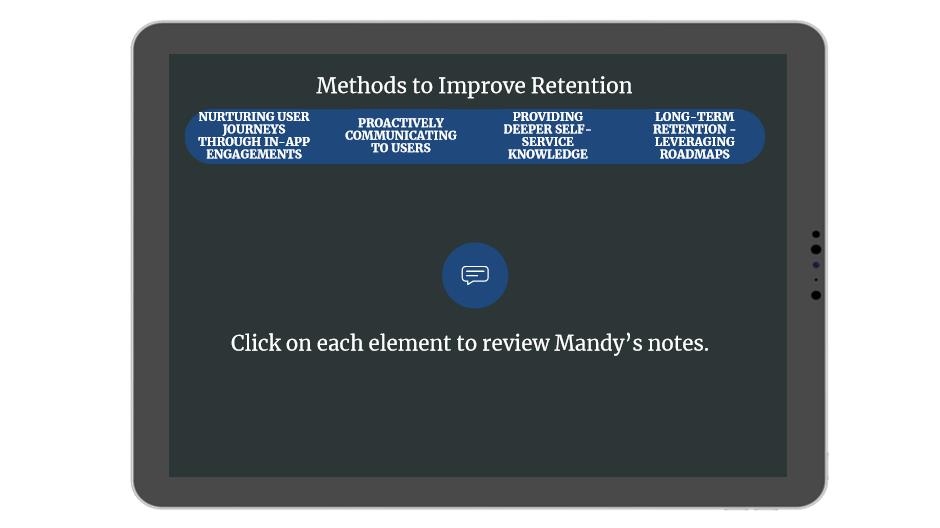 Methods to Improve Retention
NURTURING USER
JOURNEYS
THROUGH IN-APP
ENGAGEMENTS
PROACTIVELY
COMMUNICATING
TO USERS
PROVIDING
DEEPER SELF-
SERVICE
KNOWLEDGE
LONG-TERM
RETENTION -
LEVERAGING
ROADMAPS
Click on each element to review Mandy’s notes.